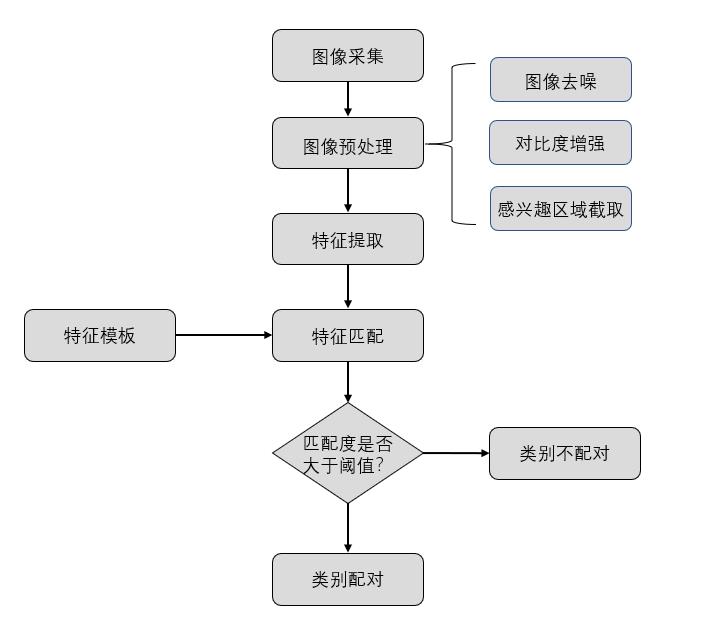 图像采集
图像预处理
图像去噪
对比度增强
感兴趣区域截取
特征提取
特征模板
特征匹配
匹配度是否
大于阈值?
类别不配对
类别配对